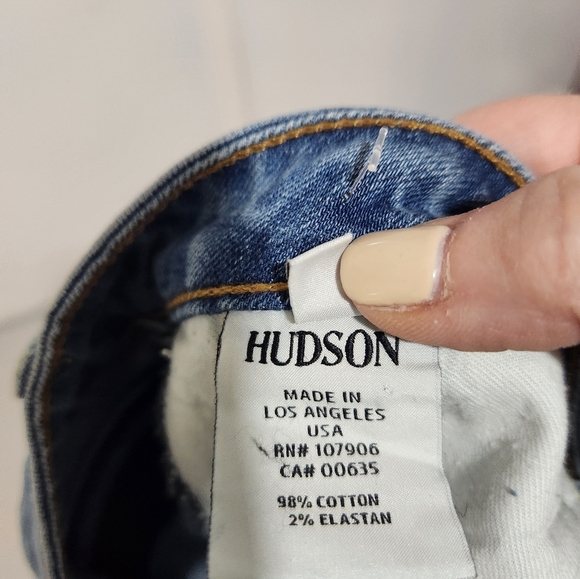 HUDSON
MADE IN
LOS ANGELES
USA
RN# 107906
CA# 00635
98% COTTON
2% ELASTAN